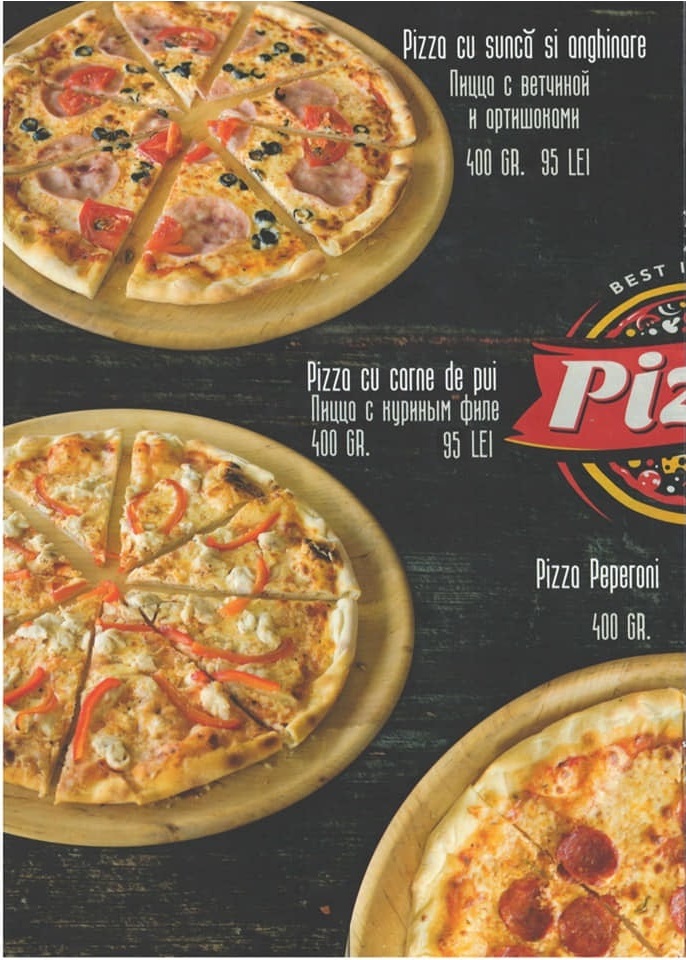 Pizza cu suncă si anghinare
Пицца с ветчиной
и артишоками
400 GR. 95 LEI
BEST I
Piz
Pizza cu carne de pui
Пицца с куриным филе
400 GR. 95 LEI
Pizza Peperoni
400 GR.